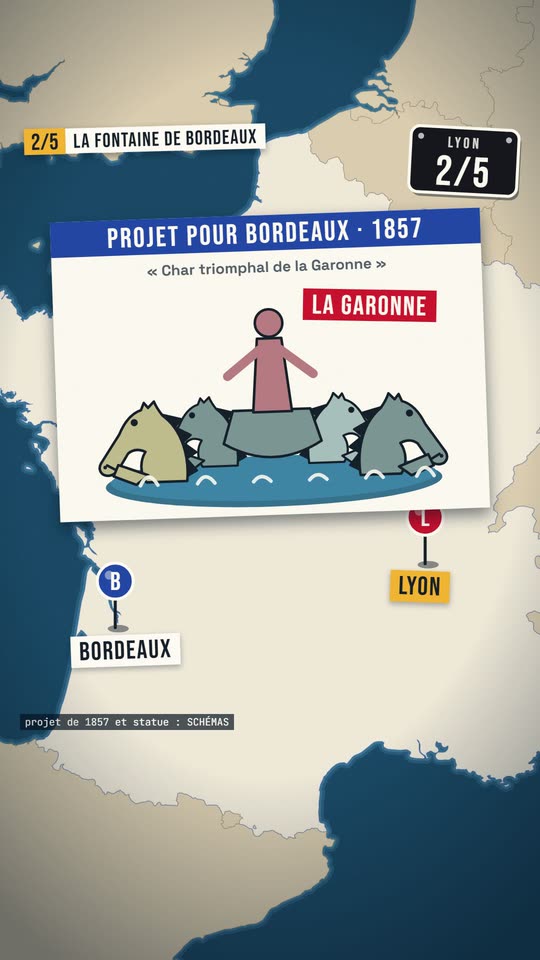 2/5 LA FONTAINE DE BORDEAUX
LYON
2/5
PROJET POUR BORDEAUX · 1857
« Char triomphal de la Garonne »
LA GARONNE
L
LYON
B
BORDEAUX
projet de 1857 et statue : SCHÉMAS